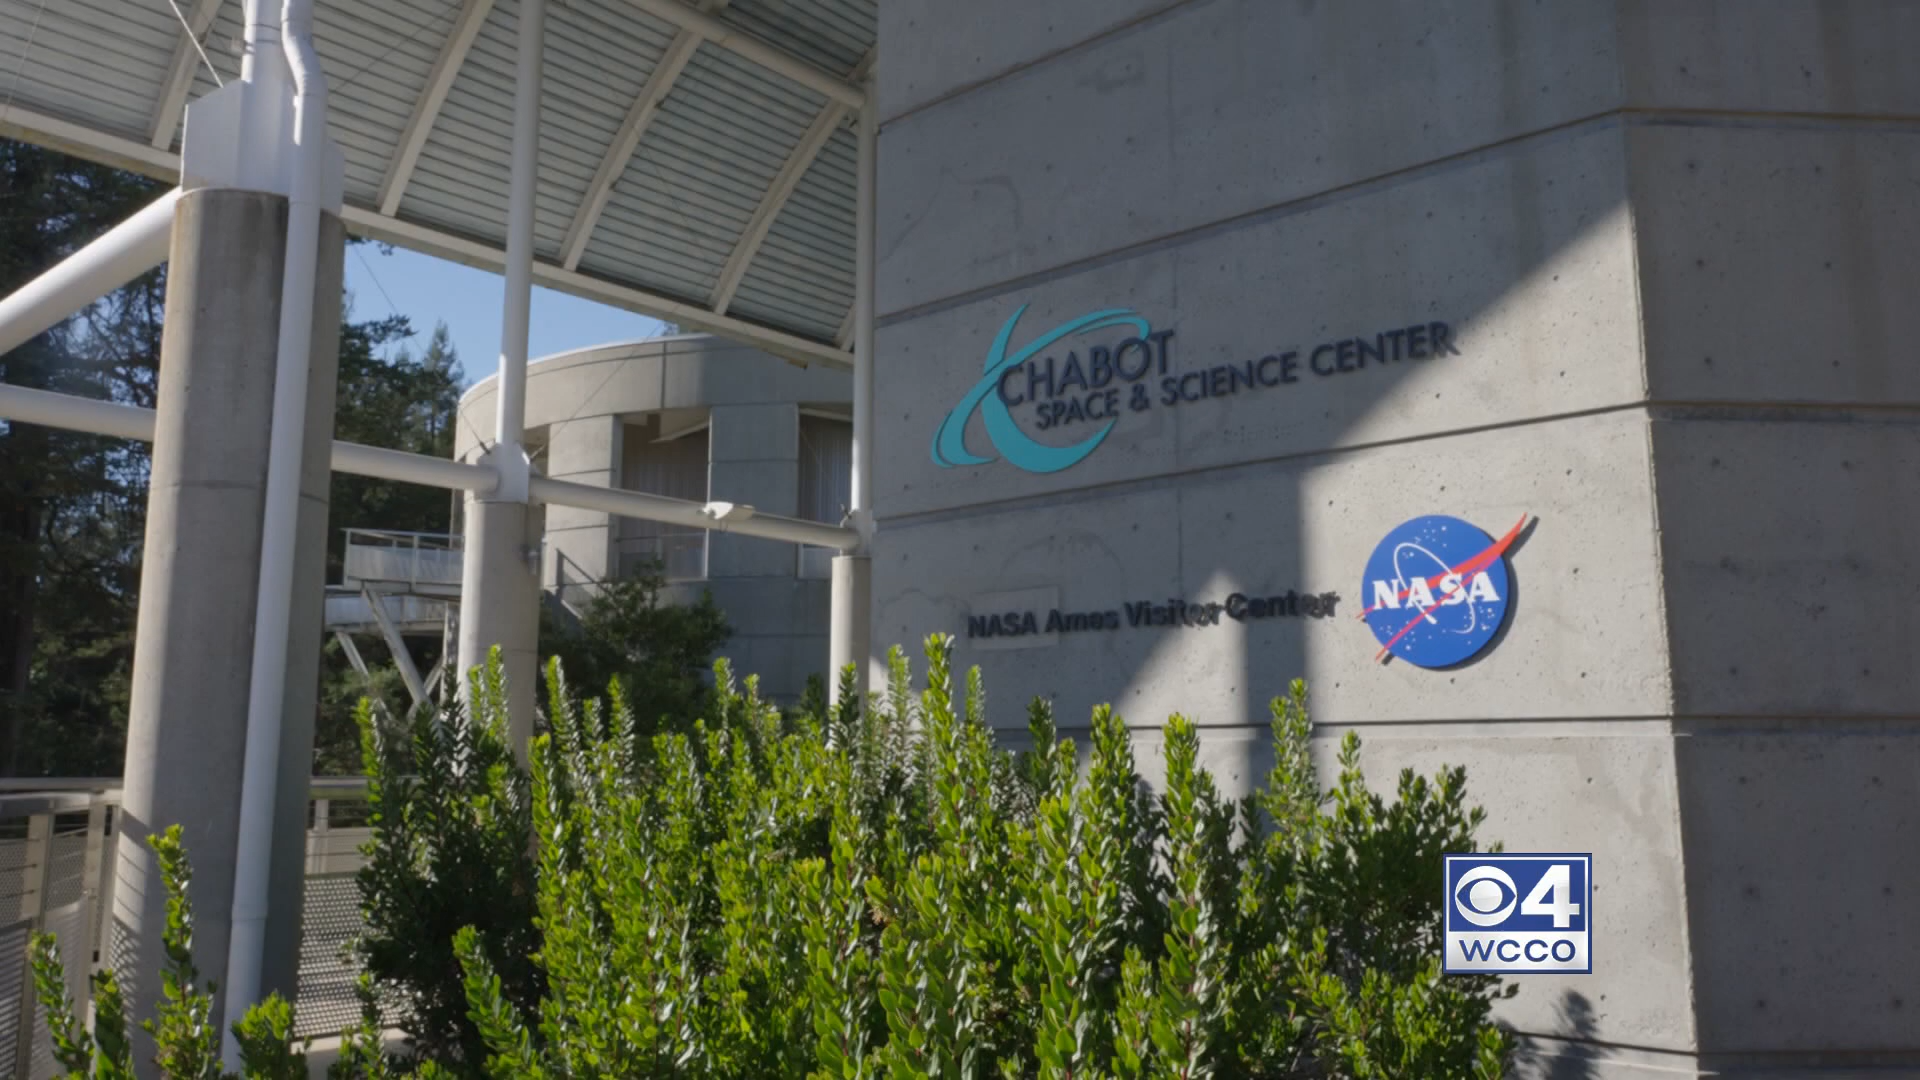 CHABOT
SPACE & SCIENCE CENTER
NASA Ames Visitor Center
NASA
4
WCCO